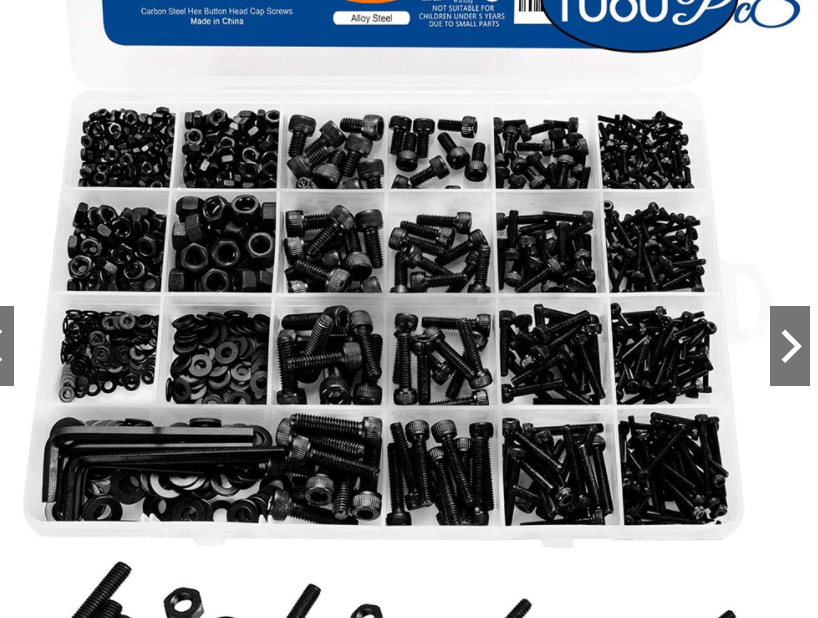 Carbon Steel Hex Button Head Cap Screws
Made in China
Alloy Steel
NOT SUITABLE FOR
CHILDREN UNDER 5 YEARS
DUE TO SMALL PARTS
1080Pcs